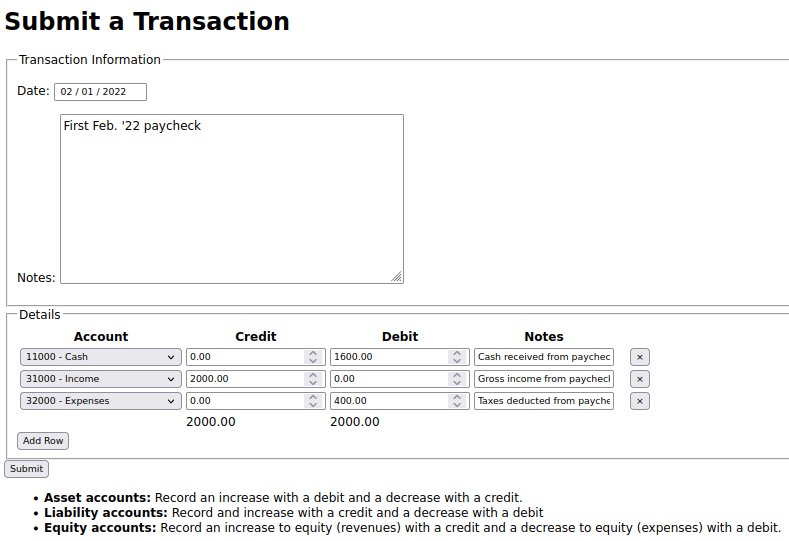 Submit a Transaction
Transaction Information
Date: 02 / 01 / 2022
First Feb. '22 paycheck
Notes:
Details
Account Credit Debit Notes
11000 - Cash 0.00 1600.00 Cash received from paychec ×
31000 - Income 2000.00 0.00 Gross income from paycheck ×
32000 - Expenses 0.00 400.00 Taxes deducted from payche ×
2000.00 2000.00
Add Row
Submit
• Asset accounts: Record an increase with a debit and a decrease with a credit.
• Liability accounts: Record and increase with a credit and a decrease with a debit
• Equity accounts: Record an increase to equity (revenues) with a credit and a decrease to equity (expenses) with a debit.